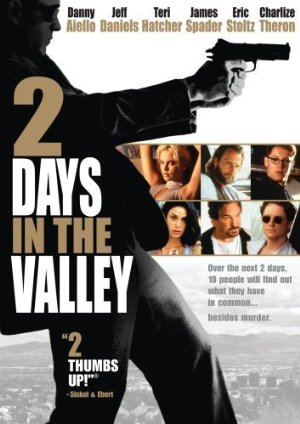 Danny Jeff Teri James Eric Charlize
Aiello Daniels Hatcher Spader Stoltz Theron
2
DAYS
IN THE
VALLEY
Over the next 2 days,
10 people will find out
what they have
in common...
besides murder.
"2
THUMBS
UP!"®
- Siskel & Ebert